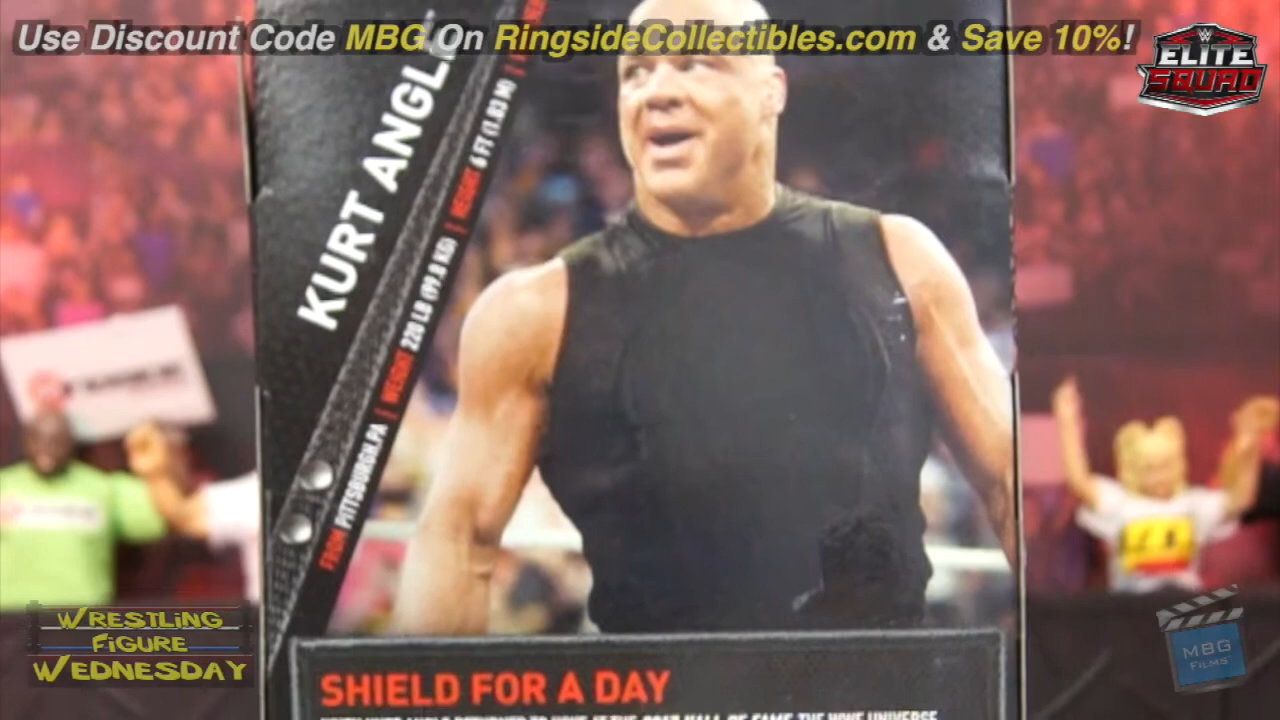 Use Discount Code MBG On RingsideCollectibles.com & Save 10%!
W
ELITE
SQUAD
KURT ANGLE
FROM PITTSBURGH, PA | WEIGHT 220 LB (99.8 KG) | HEIGHT 6 FT (1.83 M) |
WRESTLING
FIGURE
WEDNESDAY
MBG
FILMS
SHIELD FOR A DAY